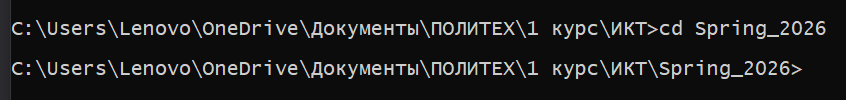 C:\Users\Lenovo\OneDrive\Документы\ПОЛИТЕХ\1 курс\ИКТ>cd Spring_2026
C:\Users\Lenovo\OneDrive\Документы\ПОЛИТЕХ\1 курс\ИКТ\Spring_2026>